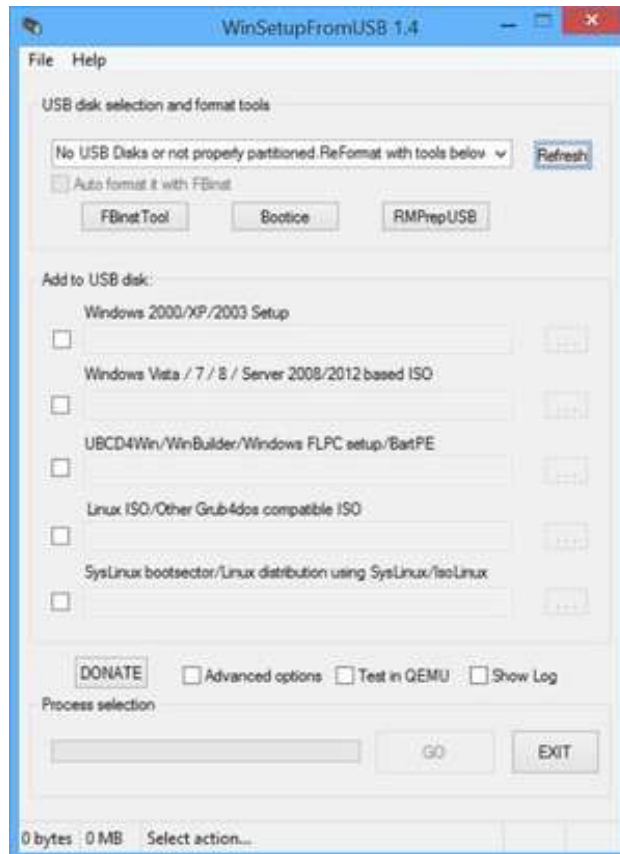 WinSetupFromUSB 1.4
File Help
USB disk selection and format tools
No USB Disks or not properly partitioned.ReFormat with tools below
Refresh
Auto format it with FBinst
FBinstTool
Bootice
RMPrepUSB
Add to USB disk:
Windows 2000/XP/2003 Setup
...
Windows Vista / 7 / 8 / Server 2008/2012 based ISO
...
UBCD4Win/WinBuilder/Windows FLPC setup/BartPE
...
Linux ISO/Other Grub4dos compatible ISO
...
SysLinux bootsector/Linux distribution using SysLinux/IsoLinux
...
DONATE
Advanced options
Test in QEMU
Show Log
Process selection
GO
EXIT
0 bytes 0 MB Select action...